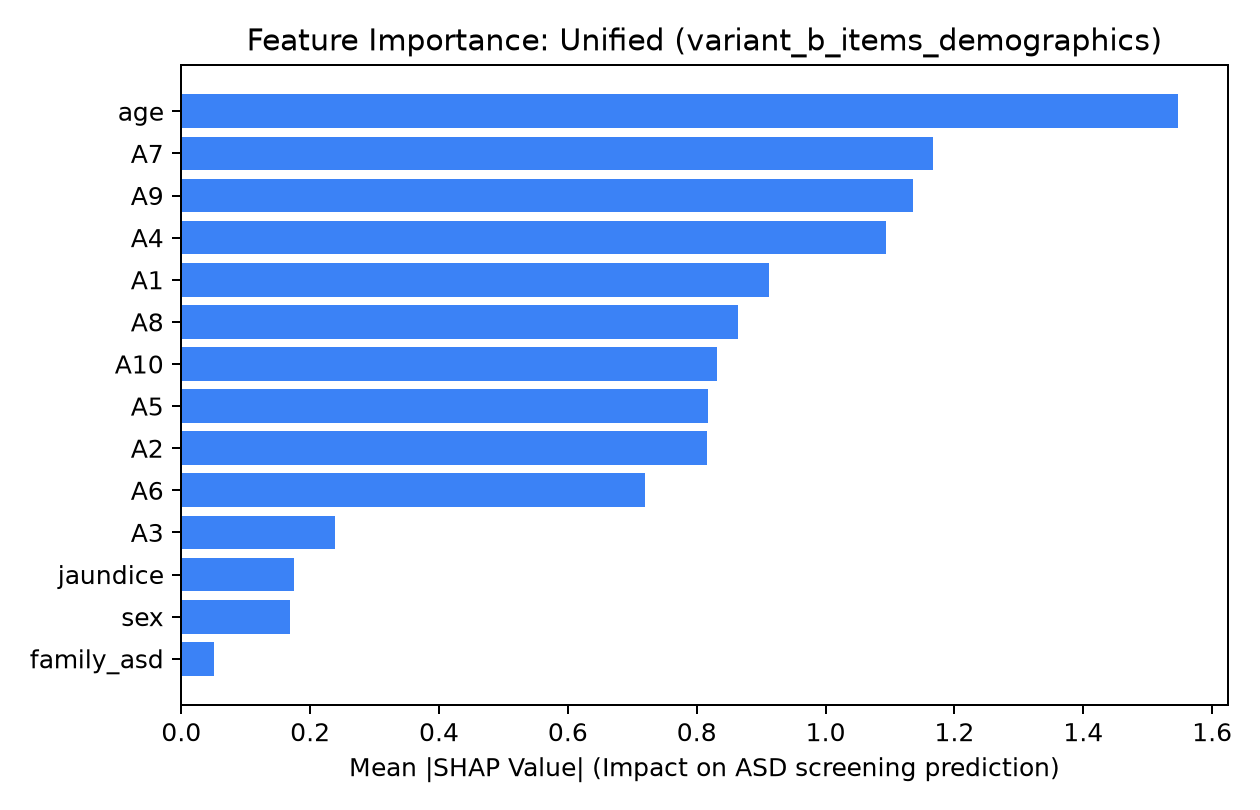 Feature Importance: Unified (variant_b_items_demographics)
age
A7
A9
A4
A1
A8
A10
A5
A2
A6
A3
jaundice
sex
family_asd
0.0 0.2 0.4 0.6 0.8 1.0 1.2 1.4 1.6
Mean |SHAP Value| (Impact on ASD screening prediction)